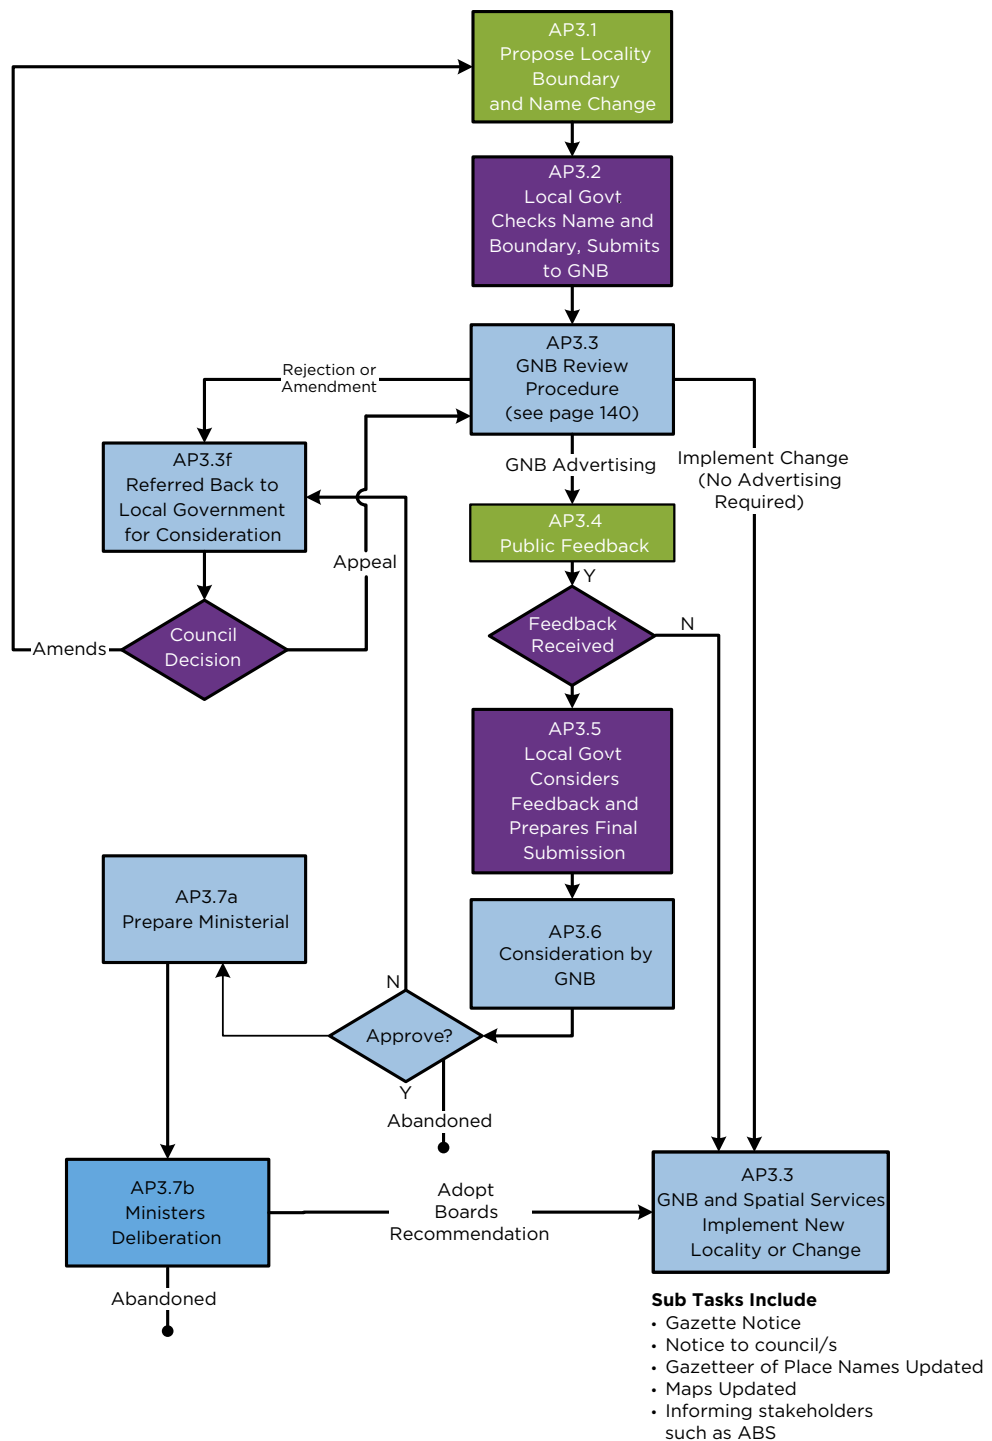 AP3.1
Propose Locality
Boundary
and Name Change
AP3.2
Local Govt
Checks Name and
Boundary, Submits
to GNB
AP3.3
GNB Review
Procedure
(see page 140)
Rejection or
Amendment
AP3.3f
Referred Back to
Local Government
for Consideration
GNB Advertising
Implement Change
(No Advertising
Required)
AP3.4
Public Feedback
Appeal
Y
Feedback
Received
N
Amends
Council
Decision
AP3.5
Local Govt
Considers
Feedback and
Prepares Final
Submission
AP3.7a
Prepare Ministerial
AP3.6
Consideration by
GNB
N
Approve?
Y
Abandoned
AP3.7b
Ministers
Deliberation
Adopt
Boards
Recommendation
AP3.3
GNB and Spatial Services
Implement New
Locality or Change
Abandoned
Sub Tasks Include
• Gazette Notice
• Notice to council/s
• Gazetteer of Place Names Updated
• Maps Updated
• Informing stakeholders
such as ABS